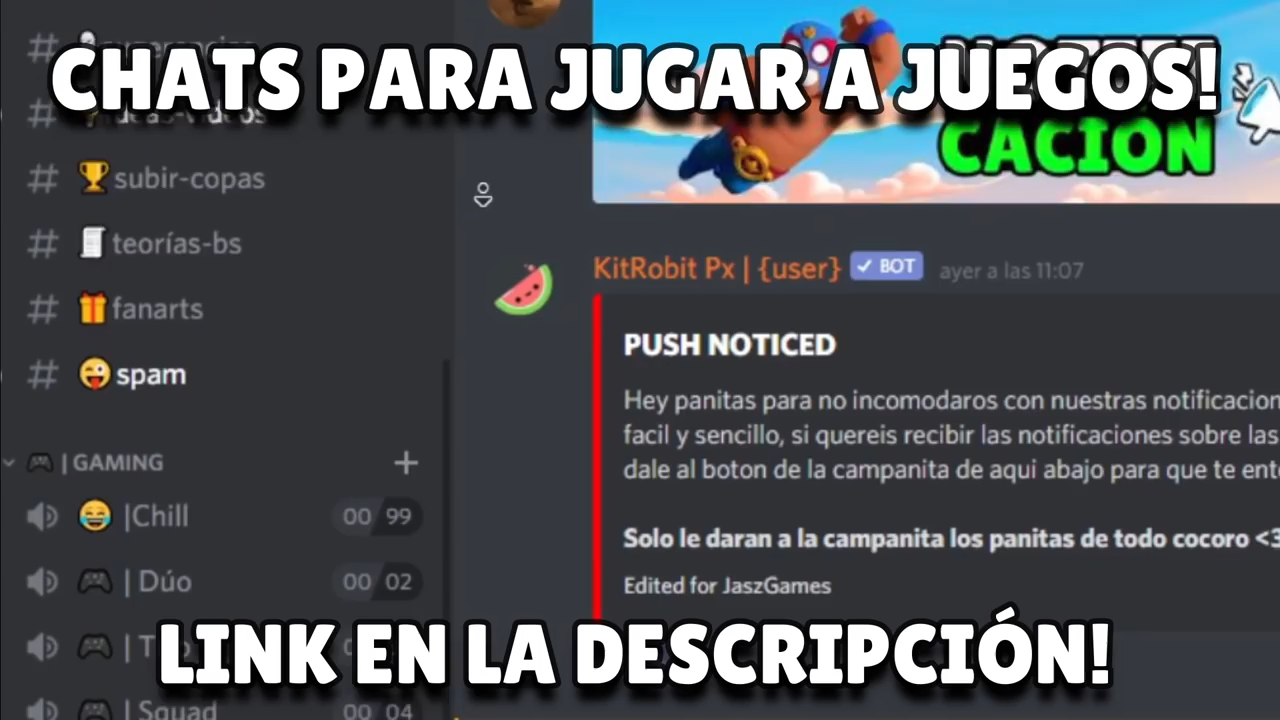 CHATS PARA JUGAR A JUEGOS!
CACIÓN
# subir-copas
# teorías-bs
# fanarts
# spam
| GAMING +
|Chill 00 99
| Dúo 00 02
| Squad 00 04
KitRobit Px | {user} ✓ BOT ayer a las 11:07
PUSH NOTICED
Hey panitas para no incomodaros con nuestras notificacion
facil y sencillo, si quereis recibir las notificaciones sobre las
dale al boton de la campanita de aqui abajo para que te ent
Solo le daran a la campanita los panitas de todo cocoro <3
Edited for JaszGames
LINK EN LA DESCRIPCIÓN!